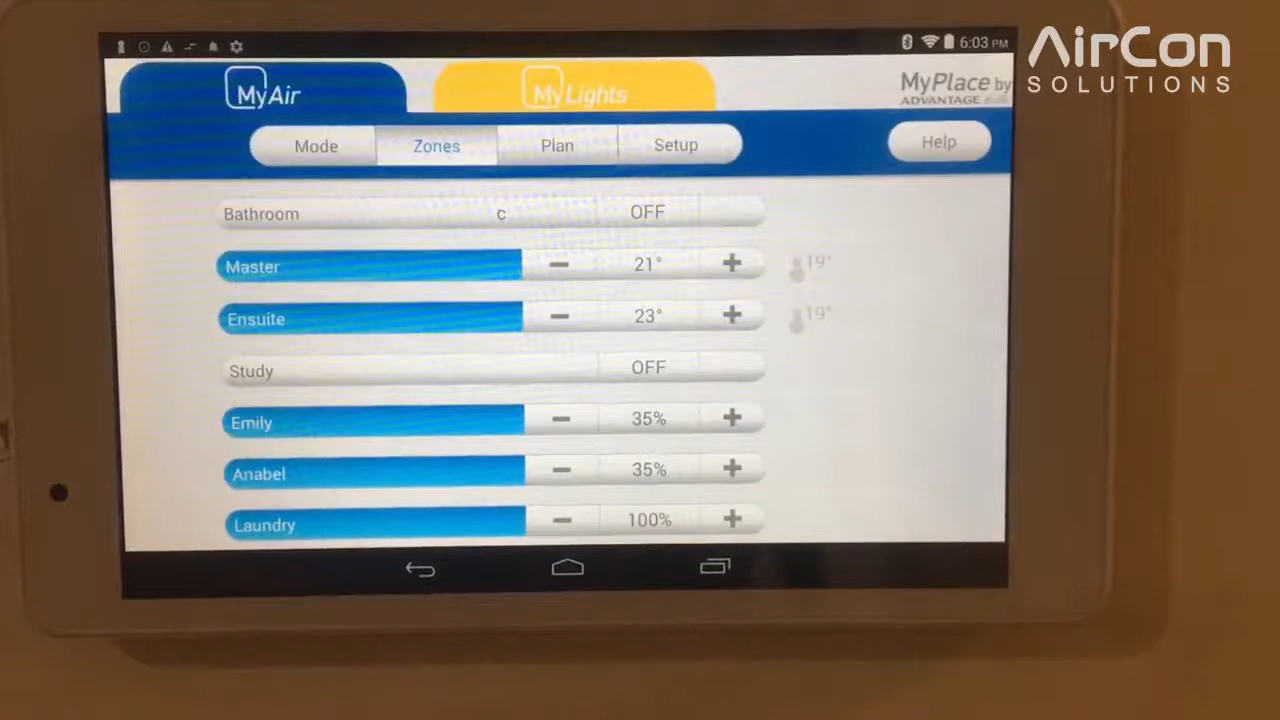 6:03 PM
AirCon
SOLUTIONS
MyAir
MyLights
MyPlace by
ADVANTAGE
Mode
Zones
Plan
Setup
Help
Bathroom c OFF
Master 21° 19°
Ensuite 23° 19°
Study OFF
Emily 35%
Anabel 35%
Laundry 100%